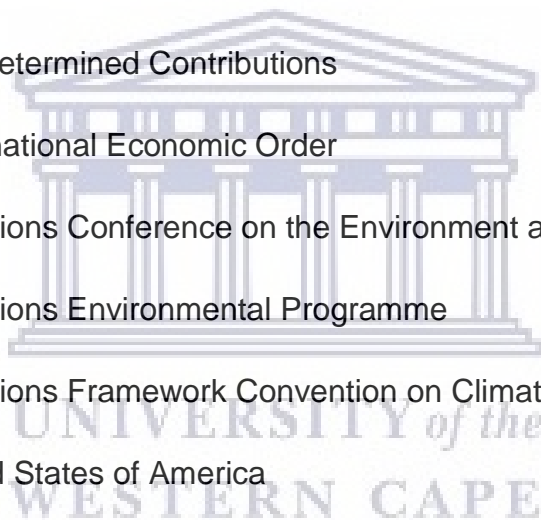 etermined Contributions
national Economic Order
ions Conference on the Environment a
ions Environmental Programme
ions Framework Convention on Climat
UNIVERSITY of the
d States of America
WESTERN CAPE